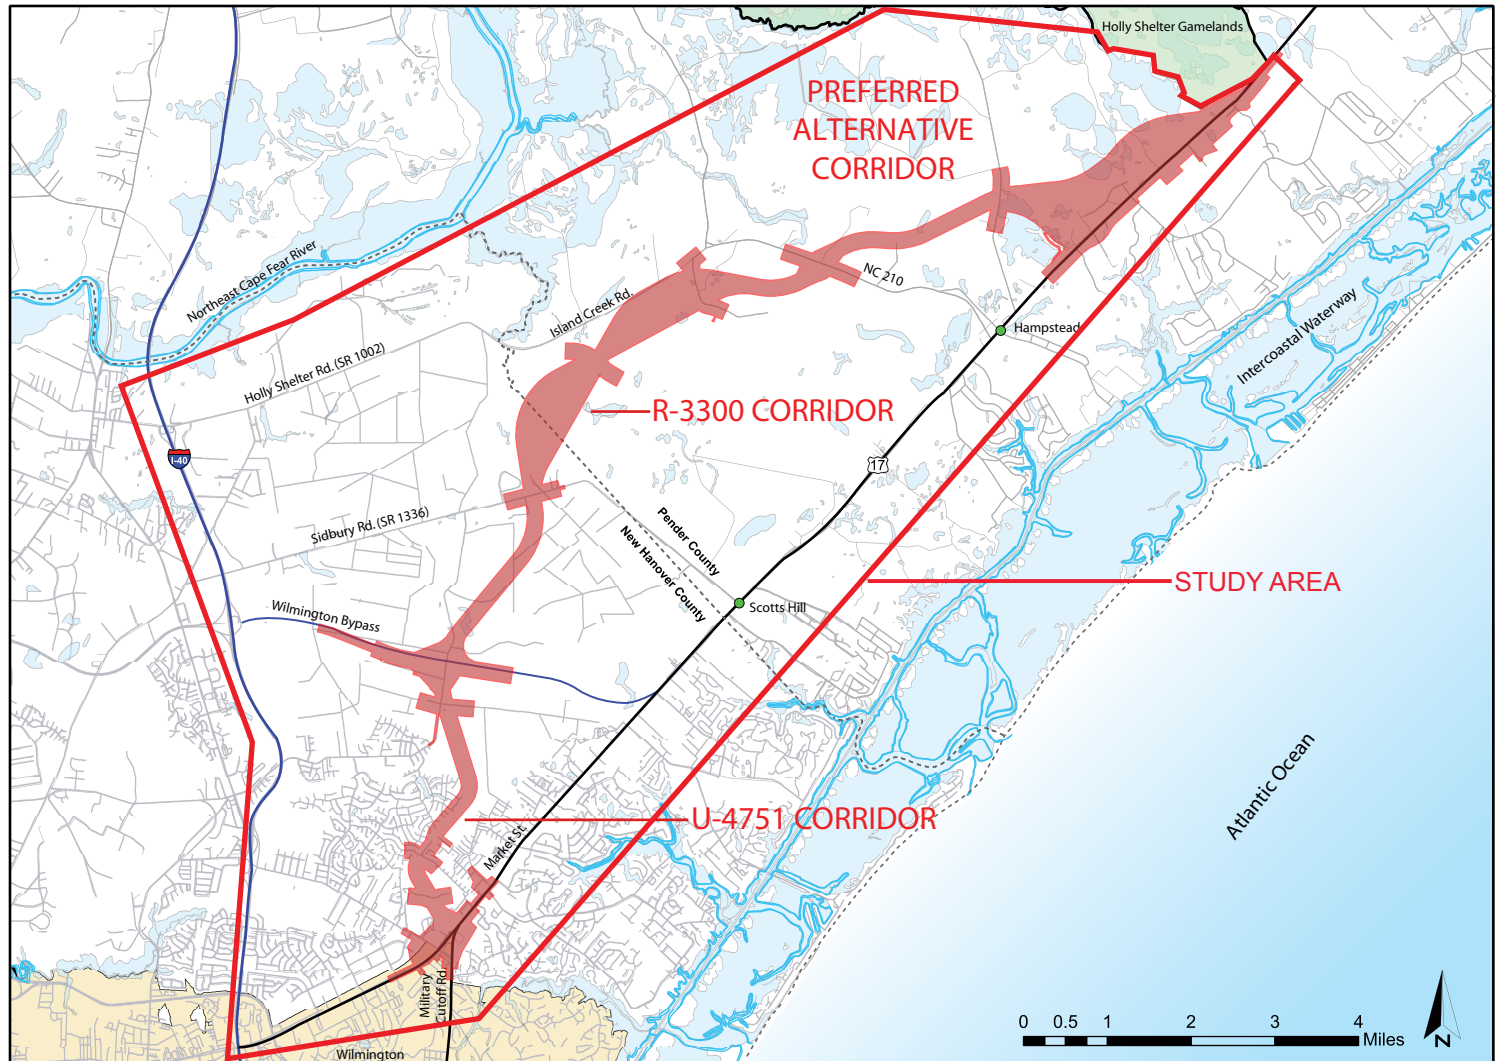 Holly Shelter Gamelands
PREFERRED
ALTERNATIVE
CORRIDOR
Northeast Cape Fear River
NC 210
Island Creek Rd.
Intercoastal Waterway
Hampstead
Holly Shelter Rd. (SR 1002)
R-3300 CORRIDOR
I-40
17
Sidbury Rd. (SR 1336)
Pender County
New Hanover County
STUDY AREA
Wilmington Bypass
Scotts Hill
Atlantic Ocean
U-4751 CORRIDOR
Market St.
Military
Cutoff Rd.
Wilmington
0 0.5 1 2 3 4
Miles
N